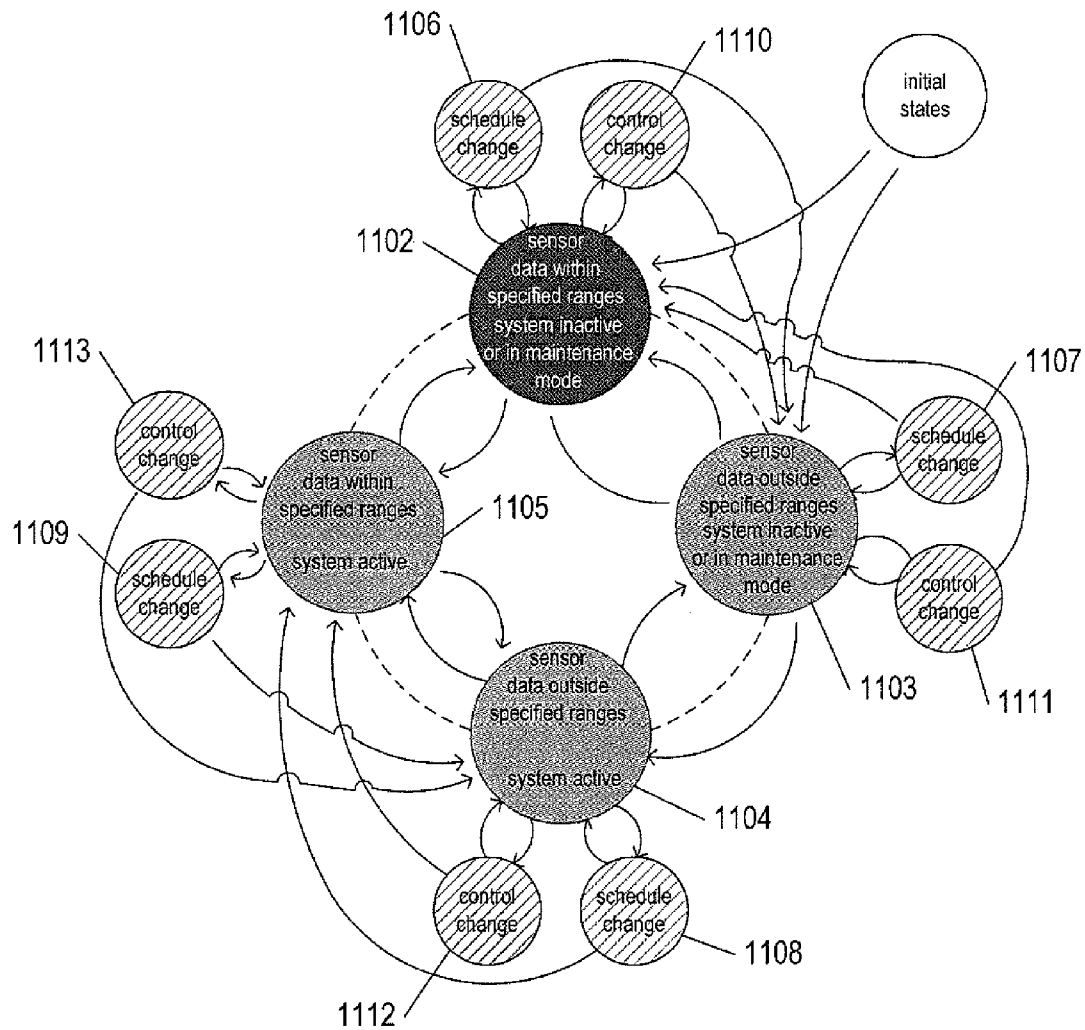 1106
1110
initial
states
schedule
change
control
change
1102
sensor
data within
specified ranges
system inactive
or in maintenance
mode
1113
1107
control
change
schedule
change
sensor
data within
specified ranges
system active
1105
sensor
data outside
specified ranges
system inactive
or in maintenance
mode
1109
schedule
change
control
change
1103
1111
sensor
data outside
specified ranges
system active
1104
control
change
schedule
change
1108
1112